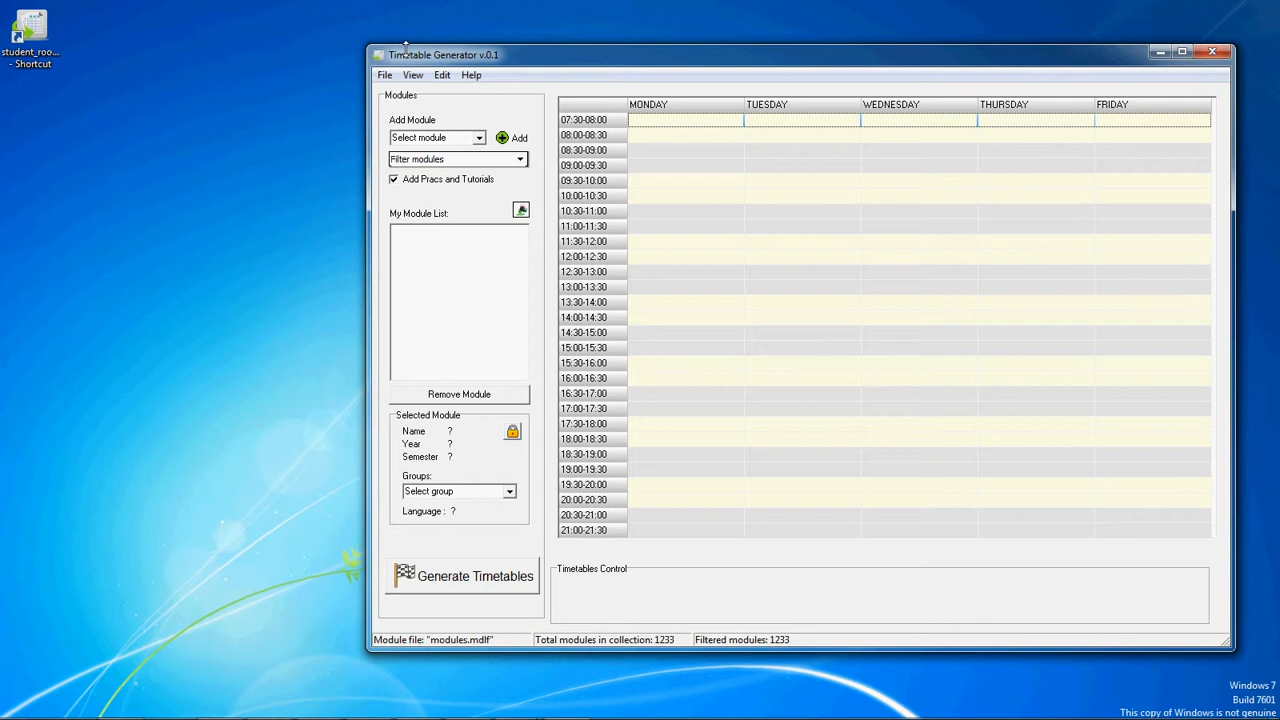 student_roo...
- Shortcut
Timetable Generator v.0.1
File View Edit Help
Modules
Add Module
Select module
Add
Filter modules
Add Pracs and Tutorials
My Module List:
Remove Module
Selected Module
Name ?
Year ?
Semester ?
Groups:
Select group
Language : ?
Generate Timetables
MONDAY TUESDAY WEDNESDAY THURSDAY FRIDAY
07:30-08:00
08:00-08:30
08:30-09:00
09:00-09:30
09:30-10:00
10:00-10:30
10:30-11:00
11:00-11:30
11:30-12:00
12:00-12:30
12:30-13:00
13:00-13:30
13:30-14:00
14:00-14:30
14:30-15:00
15:00-15:30
15:30-16:00
16:00-16:30
16:30-17:00
17:00-17:30
17:30-18:00
18:00-18:30
18:30-19:00
19:00-19:30
19:30-20:00
20:00-20:30
20:30-21:00
21:00-21:30
Timetables Control
Module file: "modules.mdlf" Total modules in collection: 1233 Filtered modules: 1233
Windows 7
Build 7601
This copy of Windows is not genuine